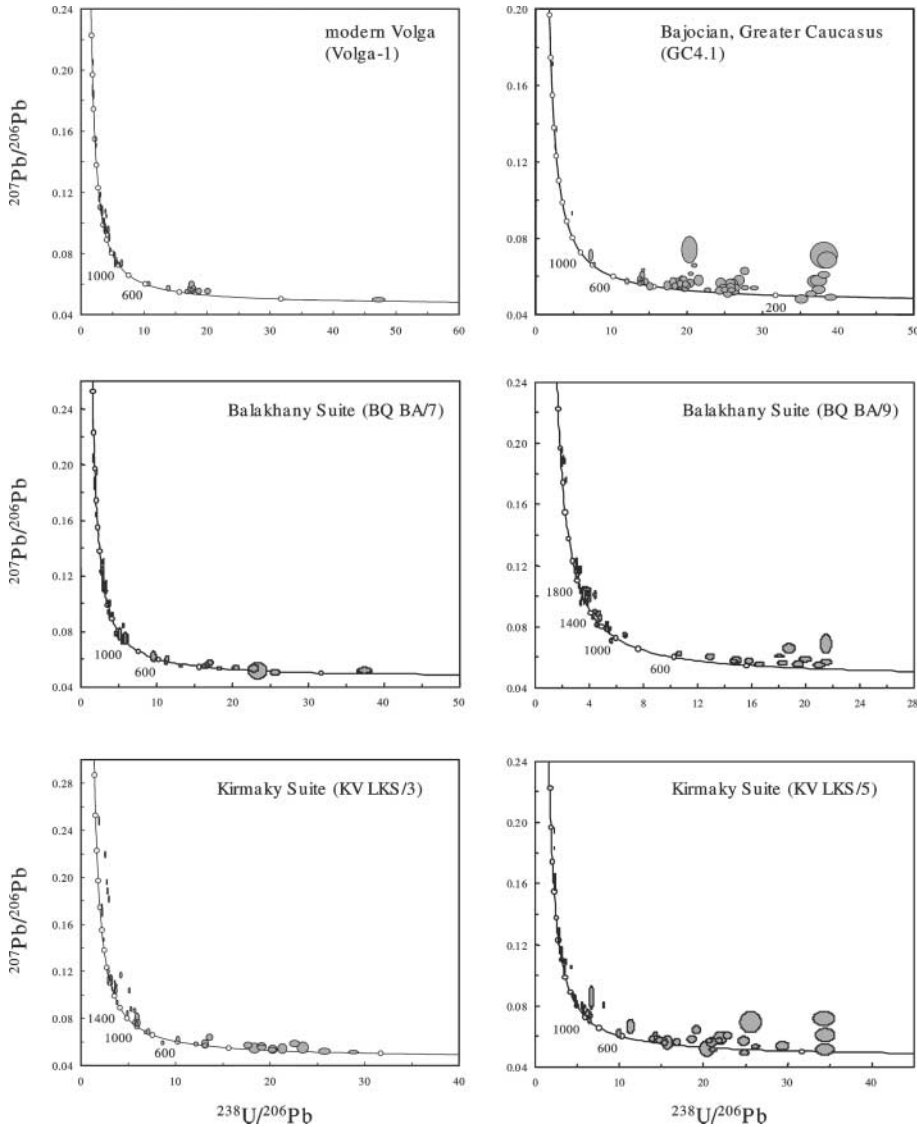 modern Volga
(Volga-1)
0.24
0.20
0.16
0.12
0.08
0.04
1000
600
0 10 20 30 40 50 60
207Pb/206Pb
Bajocian, Greater Caucasus
(GC4.1)
0.20
0.16
0.12
0.08
0.04
1000
600
200
0 10 20 30 40 50
Balakhany Suite (BQ BA/7)
0.24
0.20
0.16
0.12
0.08
0.04
1000
600
0 10 20 30 40 50
207Pb/206Pb
Balakhany Suite (BQ BA/9)
0.24
0.20
0.16
0.12
0.08
0.04
1800
1400
1000
600
0 4 8 12 16 20 24 28
Kirmaky Suite (KV LKS/3)
0.28
0.24
0.20
0.16
0.12
0.08
0.04
1400
1000
600
0 10 20 30 40
207Pb/206Pb
238U/206Pb
Kirmaky Suite (KV LKS/5)
0.24
0.20
0.16
0.12
0.08
0.04
1000
600
0 10 20 30 40
238U/206Pb